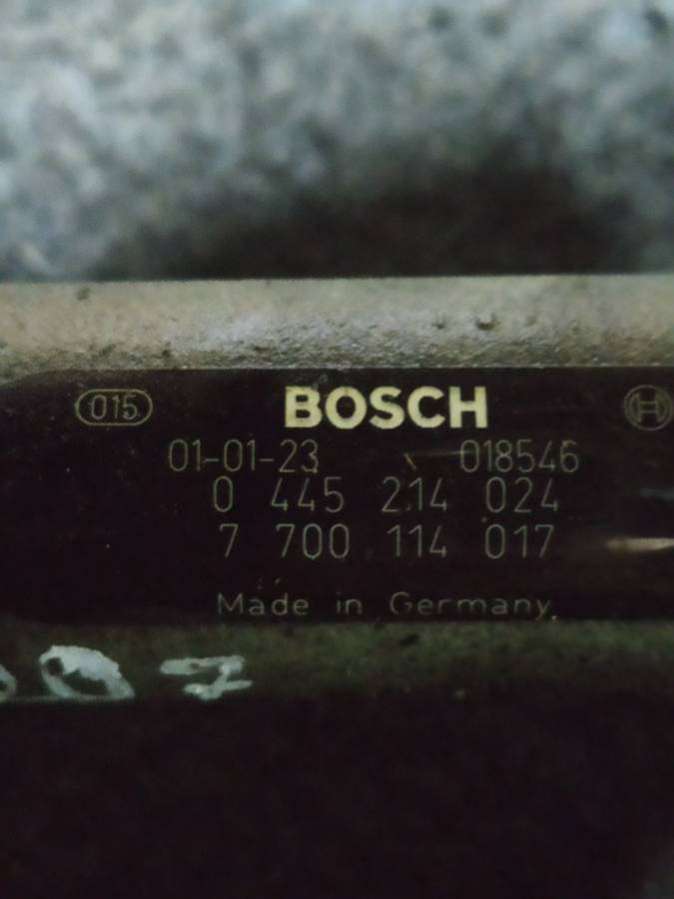 015 BOSCH H
01-01-23 018546
0 445 214 024
7 700 114 017
Made in Germany